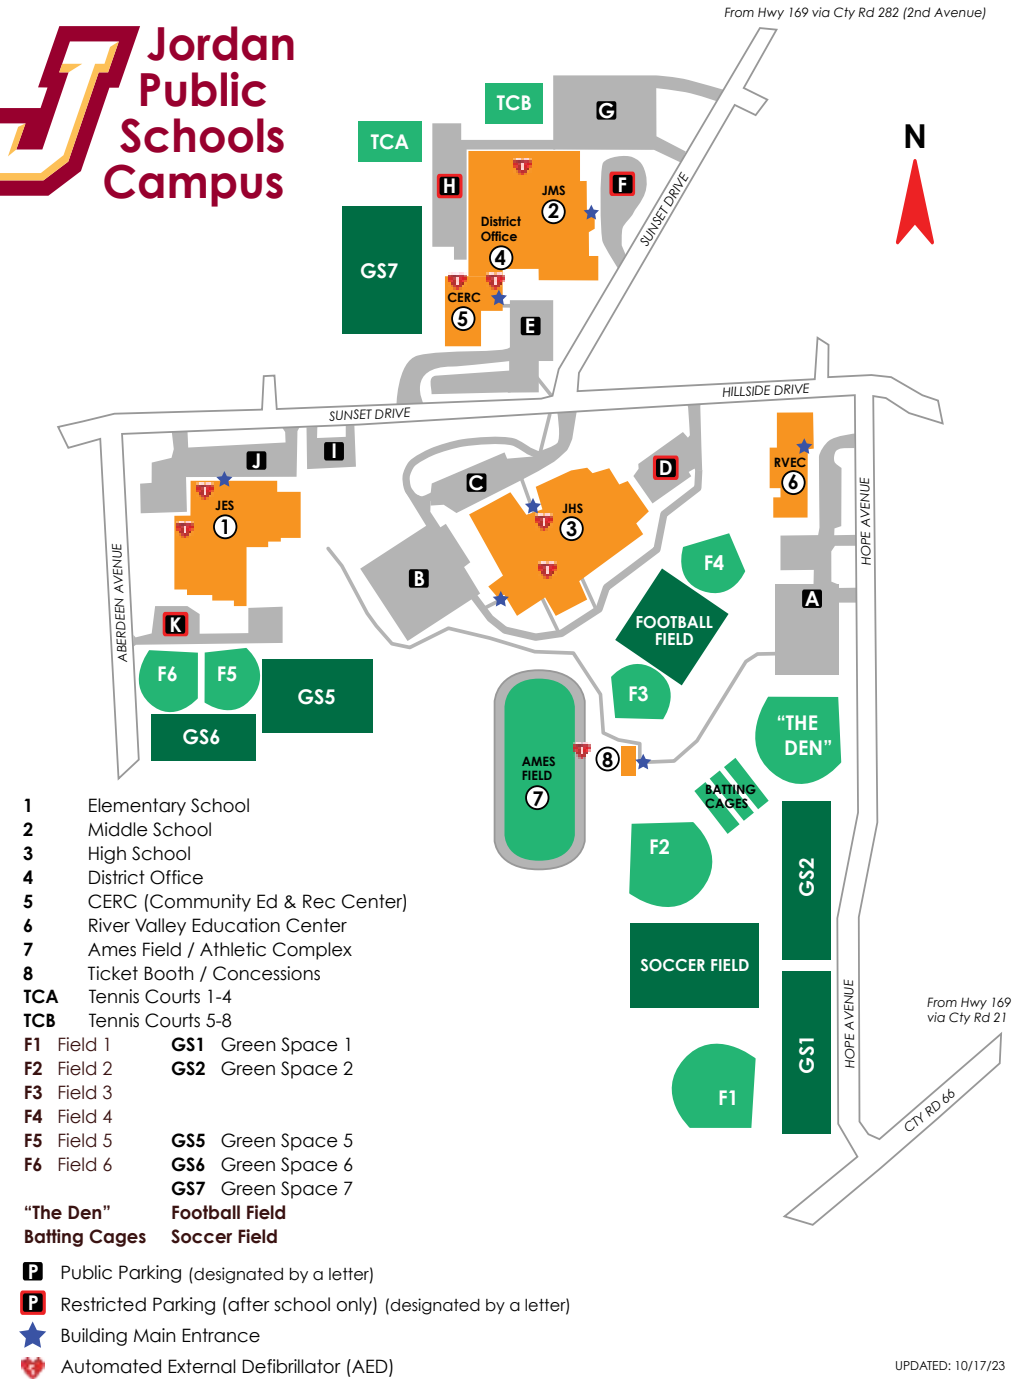 From Hwy 169 via Cty Rd 282 (2nd Avenue)
J
Jordan
Public
Schools
Campus
TCB
G
TCA
N
H
JMS
2
F
District
Office
4
SUNSET DRIVE
GS7
CERC
5
E
HILLSIDE DRIVE
SUNSET DRIVE
I
J
D
RVEC
6
C
JES
1
JHS
3
HOPE AVENUE
ABERDEEN AVENUE
B
F4
A
K
FOOTBALL
FIELD
F6
F5
GS5
F3
GS6
"THE
DEN"
8
AMES
FIELD
7
BATTING
CAGES
F2
GS2
SOCCER FIELD
From Hwy 169
via Cty Rd 21
HOPE AVENUE
GS1
F1
CTY RD 66
1 Elementary School
2 Middle School
3 High School
4 District Office
5 CERC (Community Ed & Rec Center)
6 River Valley Education Center
7 Ames Field / Athletic Complex
8 Ticket Booth / Concessions
TCA Tennis Courts 1-4
TCB Tennis Courts 5-8
F1 Field 1 GS1 Green Space 1
F2 Field 2 GS2 Green Space 2
F3 Field 3
F4 Field 4
F5 Field 5 GS5 Green Space 5
F6 Field 6 GS6 Green Space 6
GS7 Green Space 7
"The Den" Football Field
Batting Cages Soccer Field
P Public Parking (designated by a letter)
P Restricted Parking (after school only) (designated by a letter)
Building Main Entrance
Automated External Defibrillator (AED)
UPDATED: 10/17/23